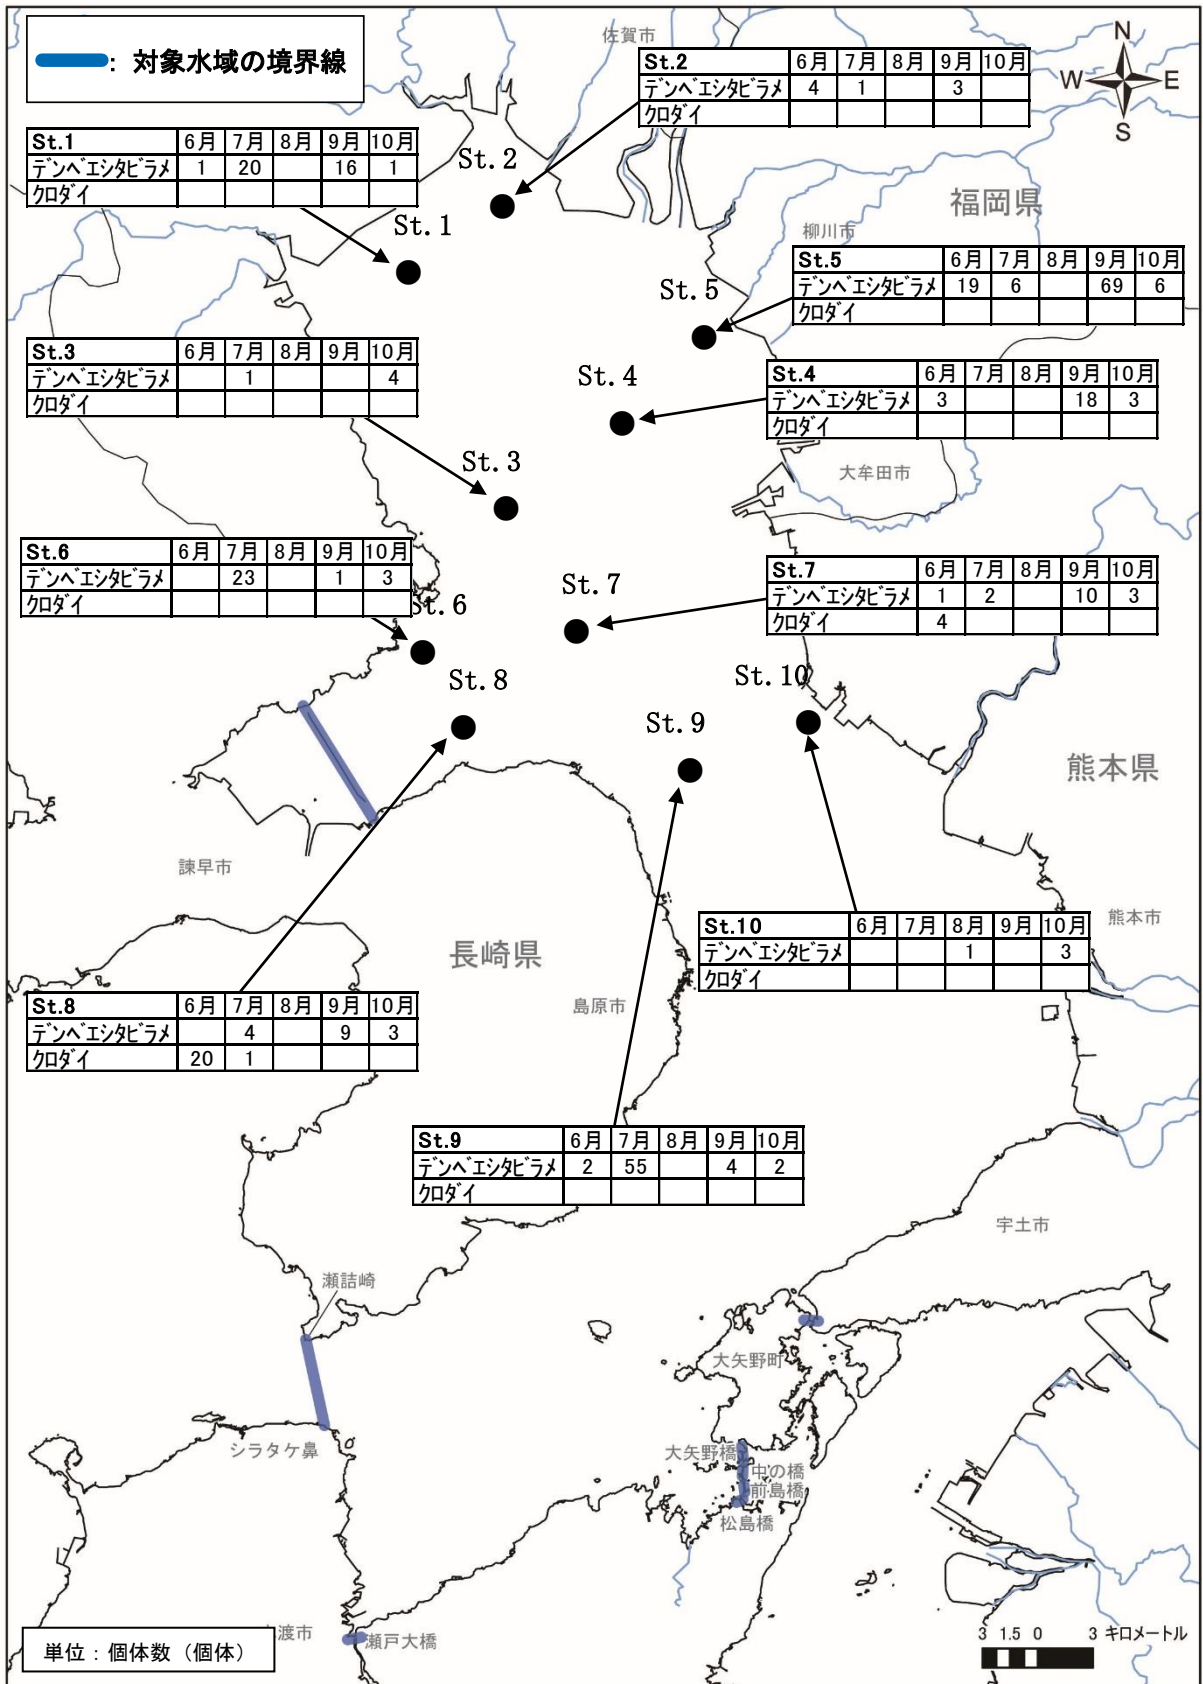 : 対象水域の境界線
佐賀市
N
W E
S
St.2 6月 7月 8月 9月 10月
デンベエシタビラメ 4 1 3
クロダイ
St.1 6月 7月 8月 9月 10月
デンベエシタビラメ 1 20 16 1
クロダイ
St. 2
St. 1
福岡県
柳川市
St.5 6月 7月 8月 9月 10月
デンベエシタビラメ 19 6 69 6
クロダイ
St. 5
St.3 6月 7月 8月 9月 10月
デンベエシタビラメ 1 4
クロダイ
St. 4
St.4 6月 7月 8月 9月 10月
デンベエシタビラメ 3 18 3
クロダイ
St. 3
大牟田市
St.6 6月 7月 8月 9月 10月
デンベエシタビラメ 23 1 3
クロダイ
St. 6
St. 7
St.7 6月 7月 8月 9月 10月
デンベエシタビラメ 1 2 10 3
クロダイ 4
St. 8
St. 10
St. 9
熊本県
諫早市
長崎県
島原市
熊本市
St.10 6月 7月 8月 9月 10月
デンベエシタビラメ 1 3
クロダイ
St.8 6月 7月 8月 9月 10月
デンベエシタビラメ 4 9 3
クロダイ 20 1
St.9 6月 7月 8月 9月 10月
デンベエシタビラメ 2 55 4 2
クロダイ
宇土市
瀬詰崎
大矢野町
シラタケ鼻
大矢野橋
中の橋
前島橋
松島橋
渡市
瀬戸大橋
単位：個体数（個体）
3 1.5 0 3 キロメートル